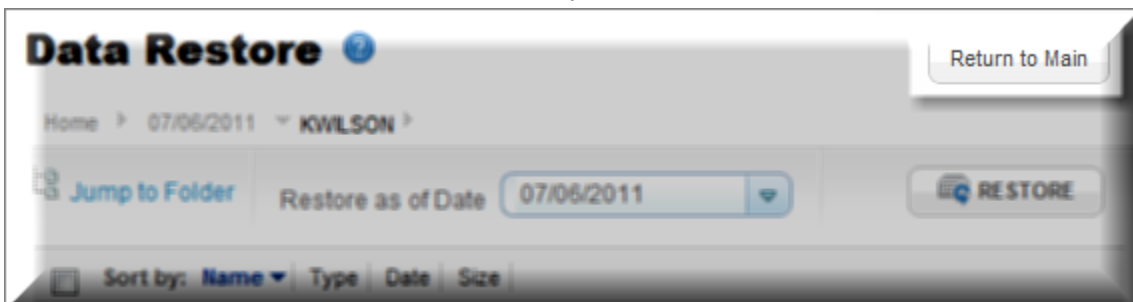 Data Restore ?
Return to Main
Home 07/06/2011 KWILSON
Jump to Folder Restore as of Date 07/06/2011 RESTORE
Sort by: Name Type Date Size